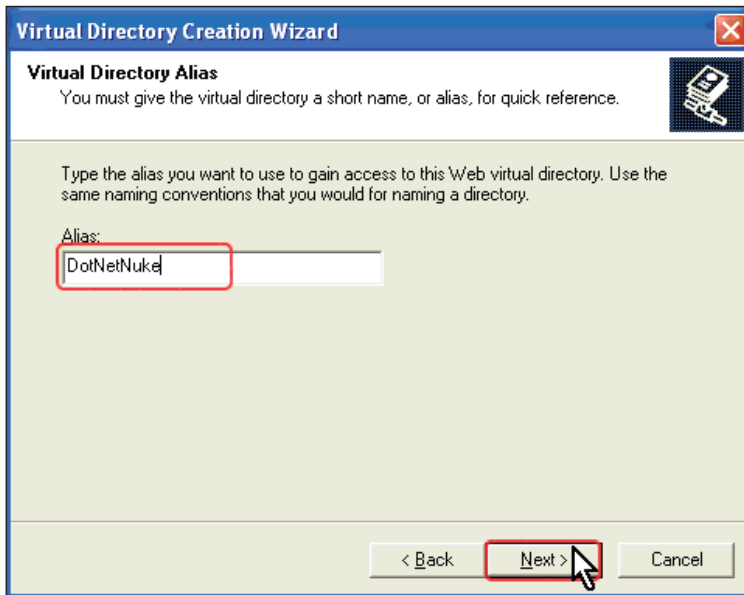 Virtual Directory Creation Wizard
Virtual Directory Alias
You must give the virtual directory a short name, or alias, for quick reference.
Type the alias you want to use to gain access to this Web virtual directory. Use the
same naming conventions that you would for naming a directory.
Alias:
DotNetNuke
< Back Next > Cancel